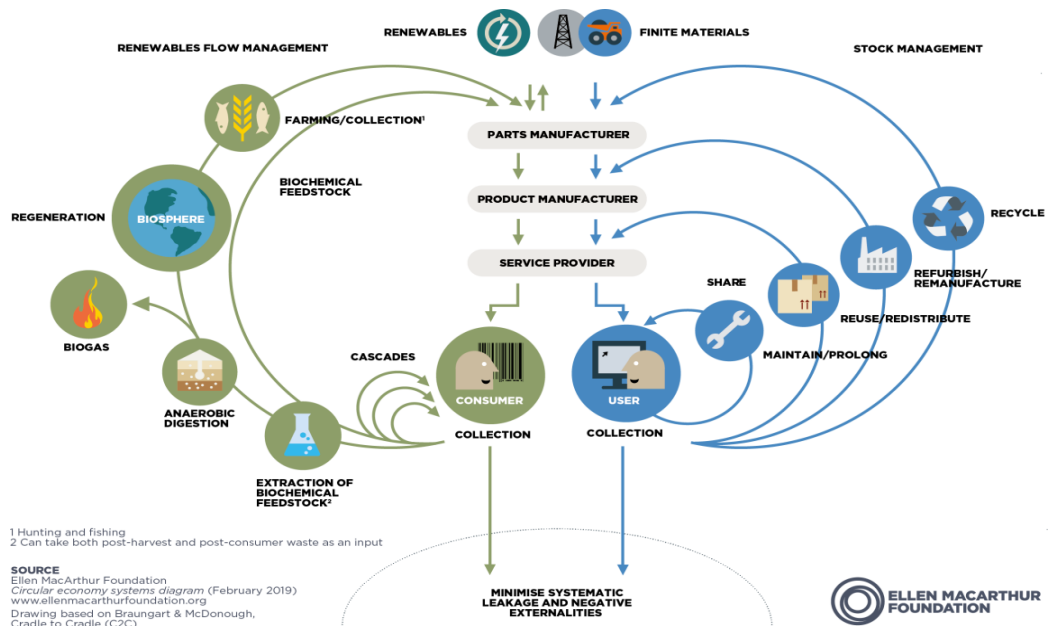 RENEWABLES
FINITE MATERIALS
RENEWABLES FLOW MANAGEMENT
STOCK MANAGEMENT
FARMING/COLLECTION¹
PARTS MANUFACTURER
BIOCHEMICAL
FEEDSTOCK
PRODUCT MANUFACTURER
REGENERATION
BIOSPHERE
RECYCLE
SERVICE PROVIDER
SHARE
REFURBISH/
REMANUFACTURE
REUSE/REDISTRIBUTE
BIOGAS
CASCADES
MAINTAIN/PROLONG
CONSUMER
USER
ANAEROBIC
DIGESTION
COLLECTION
COLLECTION
EXTRACTION OF
BIOCHEMICAL
FEEDSTOCK²
1 Hunting and fishing
2 Can take both post-harvest and post-consumer waste as an input
SOURCE
Ellen MacArthur Foundation
Circular economy systems diagram (February 2019)
www.ellenmacarthurfoundation.org
Drawing based on Braungart & McDonough,
Cradle to Cradle (C2C)
MINIMISE SYSTEMATIC
LEAKAGE AND NEGATIVE
EXTERNALITIES
ELLEN MACARTHUR
FOUNDATION